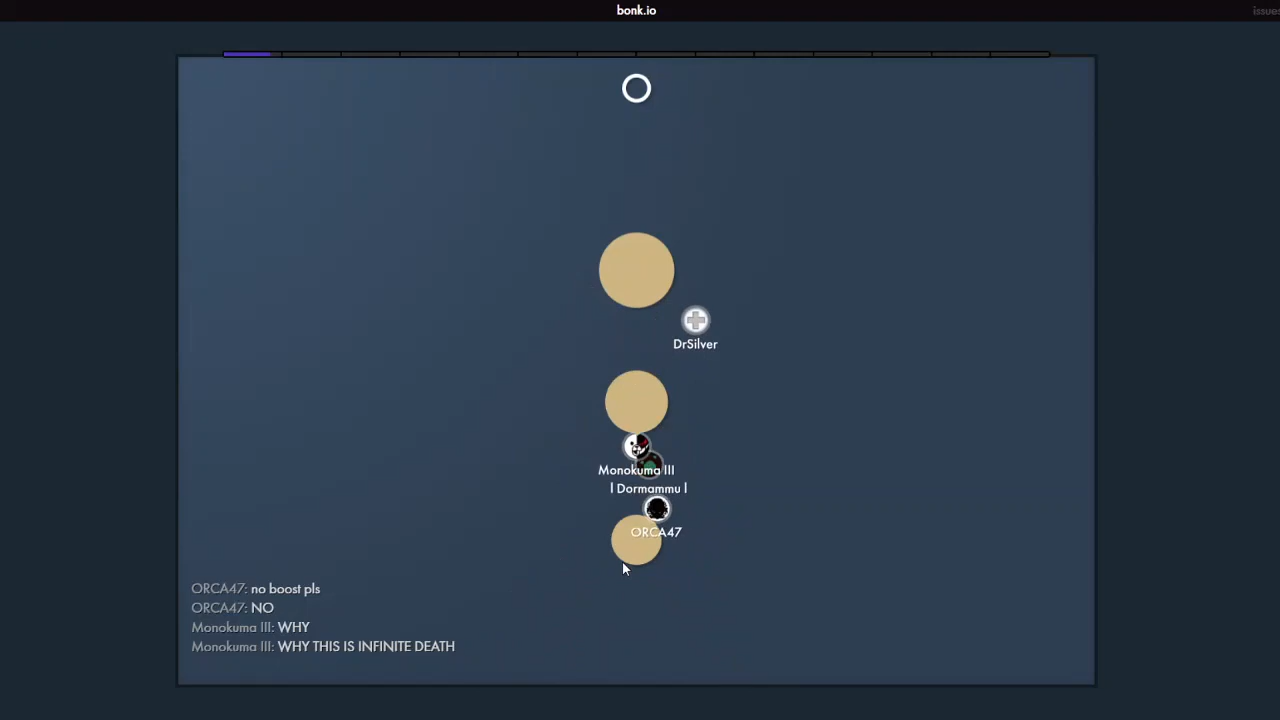 bonk.io
issues
DrSilver
Monokuma III
l Dormammu l
ORCA47
ORCA47: no boost pls
ORCA47: NO
Monokuma III: WHY
Monokuma III: WHY THIS IS INFINITE DEATH